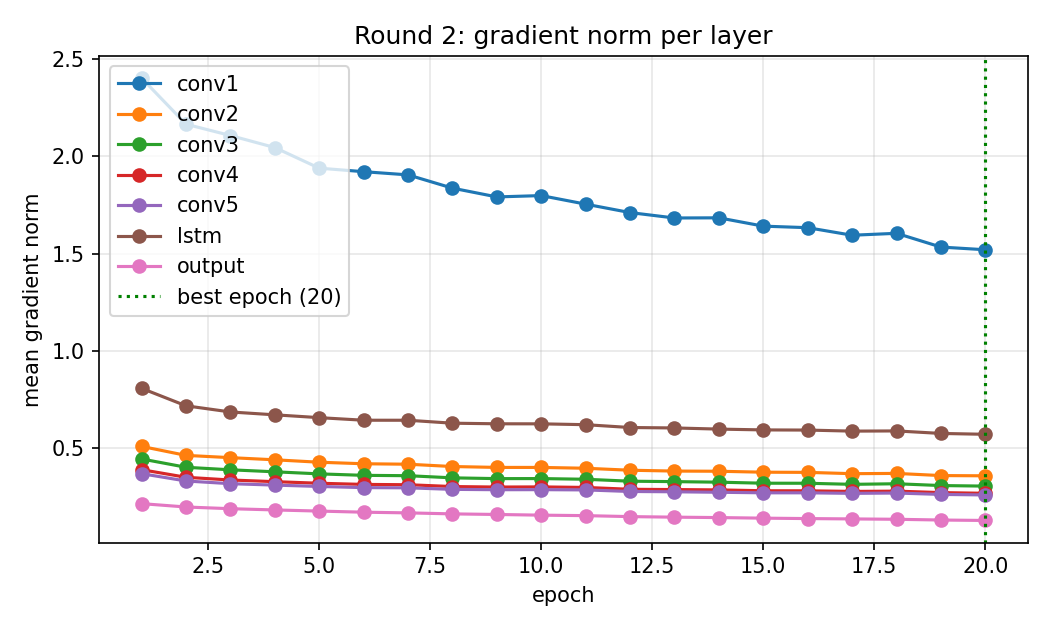 Round 2: gradient norm per layer
mean gradient norm
2.5
2.0
1.5
1.0
0.5
conv1
conv2
conv3
conv4
conv5
lstm
output
best epoch (20)
2.5 5.0 7.5 10.0 12.5 15.0 17.5 20.0
epoch